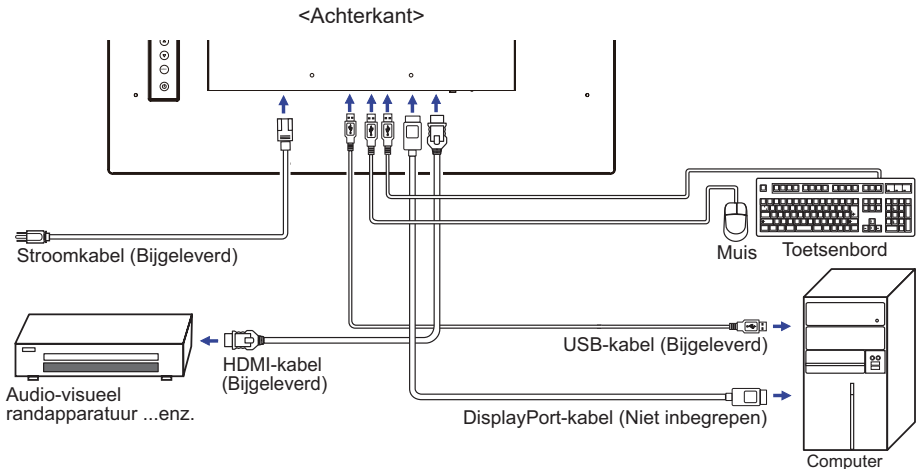 <Achterkant>
Stroomkabel (Bijgeleverd)
Muis
Toetsenbord
HDMI-kabel
(Bijgeleverd)
USB-kabel (Bijgeleverd)
Audio-visueel
randapparatuur ...enz.
DisplayPort-kabel (Niet inbegrepen)
Computer